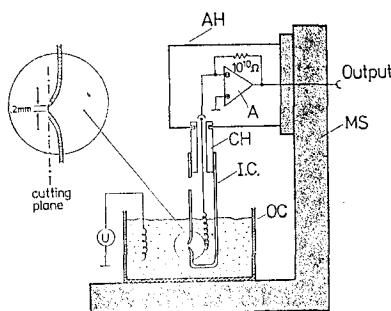 AH
10¹⁰Ω
A
Output
MS
CH
I.C.
OC
.2mm
cutting
plane
U